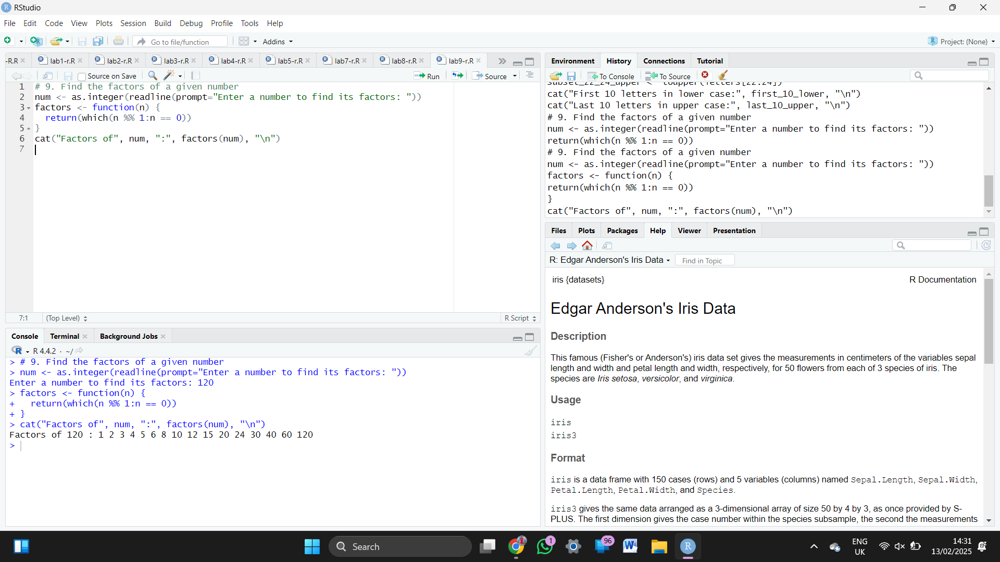 RStudio
File Edit Code View Plots Session Build Debug Profile Tools Help
Go to file/function Addins Project: (None)
-R.R lab1-r.R lab2-r.R lab3-r.R lab4-r.R lab5-r.R lab7-r.R lab8-r.R lab9-r.R
Source on Save Run Source
1 # 9. Find the factors of a given number
2 num <- as.integer(readline(prompt="Enter a number to find its factors: "))
3 factors <- function(n) {
4 return(which(n %% 1:n == 0))
5 }
6 cat("Factors of", num, ":", factors(num), "\n")
7
7:1 (Top Level) R Script
Console Terminal Background Jobs
R 4.4.2 · ~/
> # 9. Find the factors of a given number
> num <- as.integer(readline(prompt="Enter a number to find its factors: "))
Enter a number to find its factors: 120
> factors <- function(n) {
+ return(which(n %% 1:n == 0))
+ }
> cat("Factors of", num, ":", factors(num), "\n")
Factors of 120 : 1 2 3 4 5 6 8 10 12 15 20 24 30 40 60 120
>
Environment History Connections Tutorial
To Console To Source
subset_22_24_upper <- toupper(letters[22:24])
cat("First 10 letters in lower case:", first_10_lower, "\n")
cat("Last 10 letters in upper case:", last_10_upper, "\n")
# 9. Find the factors of a given number
num <- as.integer(readline(prompt="Enter a number to find its factors: "))
return(which(n %% 1:n == 0))
# 9. Find the factors of a given number
num <- as.integer(readline(prompt="Enter a number to find its factors: "))
factors <- function(n) {
return(which(n %% 1:n == 0))
}
cat("Factors of", num, ":", factors(num), "\n")
Files Plots Packages Help Viewer Presentation
R: Edgar Anderson's Iris Data Find in Topic
iris {datasets} R Documentation
Edgar Anderson's Iris Data
Description
This famous (Fisher's or Anderson's) iris data set gives the measurements in centimeters of the variables sepal
length and width and petal length and width, respectively, for 50 flowers from each of 3 species of iris. The
species are Iris setosa, versicolor, and virginica.
Usage
iris
iris3
Format
iris is a data frame with 150 cases (rows) and 5 variables (columns) named Sepal.Length, Sepal.Width,
Petal.Length, Petal.Width, and Species.
iris3 gives the same data arranged as a 3-dimensional array of size 50 by 4 by 3, as once provided by S-
PLUS. The first dimension gives the case number within the species subsample, the second the measurements
Search 1 96 ENG 14:31
UK 13/02/2025